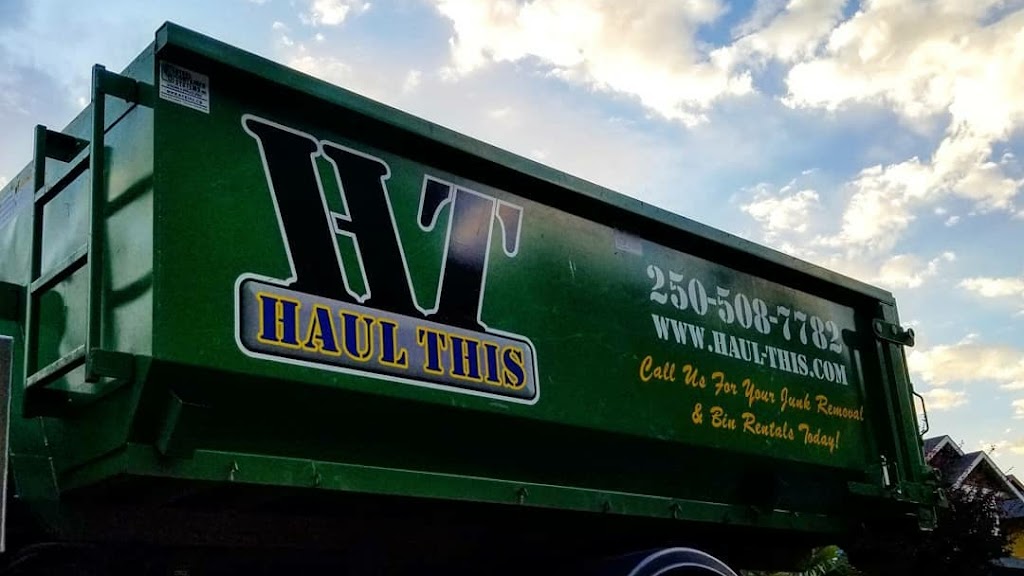 HT
HAUL THIS
250-508-7782
WWW.HAUL-THIS.COM
Call Us For Your Junk Removal
& Bin Rentals Today!